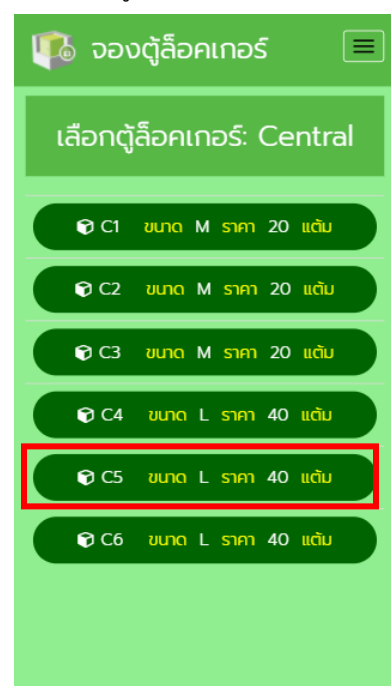 จองตู้ล็อคเกอร์
เลือกตู้ล็อคเกอร์: Central
C1 ขนาด M ราคา 20 แต้ม
C2 ขนาด M ราคา 20 แต้ม
C3 ขนาด M ราคา 20 แต้ม
C4 ขนาด L ราคา 40 แต้ม
C5 ขนาด L ราคา 40 แต้ม
C6 ขนาด L ราคา 40 แต้ม